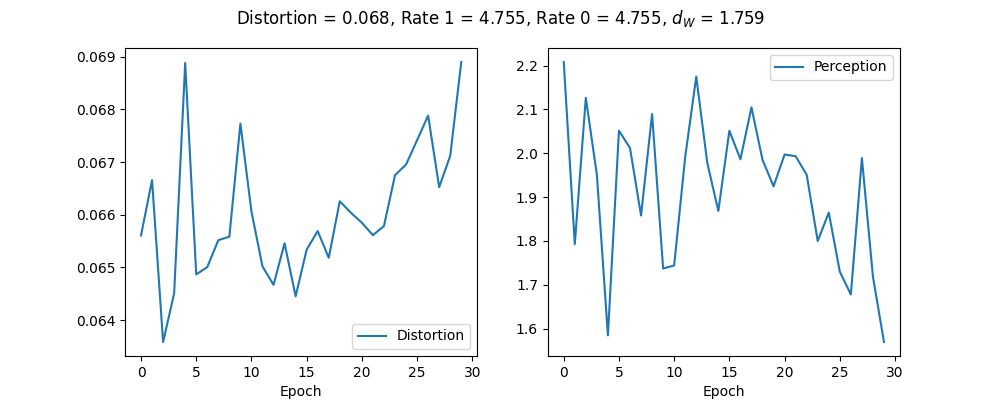 Distortion = 0.068, Rate 1 = 4.755, Rate 0 = 4.755, d_W = 1.759
0.069
0.068
0.067
0.066
0.065
0.064
Distortion
0 5 10 15 20 25 30
Epoch
2.2
2.1
2.0
1.9
1.8
1.7
1.6
Perception
0 5 10 15 20 25 30
Epoch